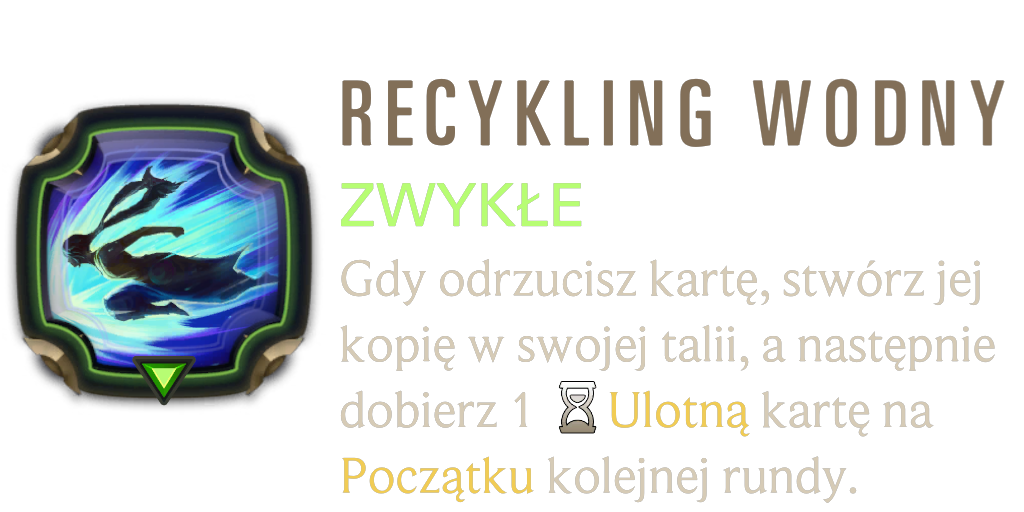 RECYKLING WODNY
ZWYKŁE
Gdy odrzucisz kartę, stwórz jej
kopię w swojej talii, a następnie
dobierz 1 Ulotną kartę na
Początku kolejnej rundy.